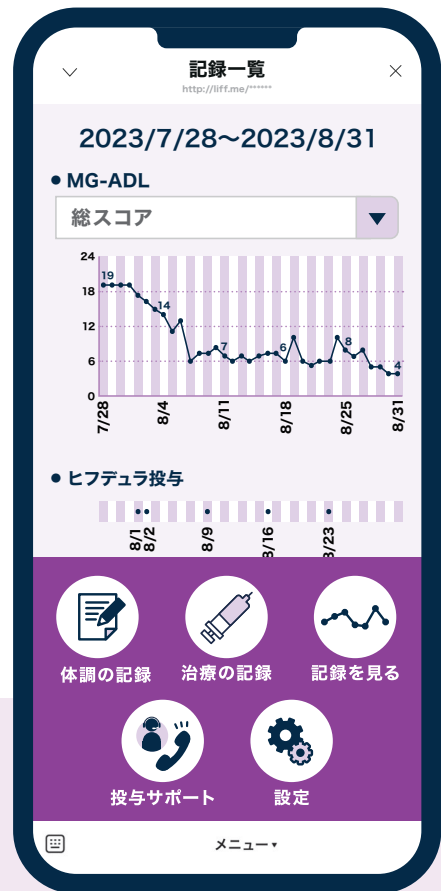 記録一覧
http://liff.me/******
2023/7/28～2023/8/31
• MG-ADL
総スコア
24
18
12
6
0
19
14
7
6
8
4
7/28
8/4
8/11
8/18
8/25
8/31
• ヒフデュラ投与
8/1
8/2
8/9
8/16
8/23
体調の記録
治療の記録
記録を見る
投与サポート
設定
メニュー▾